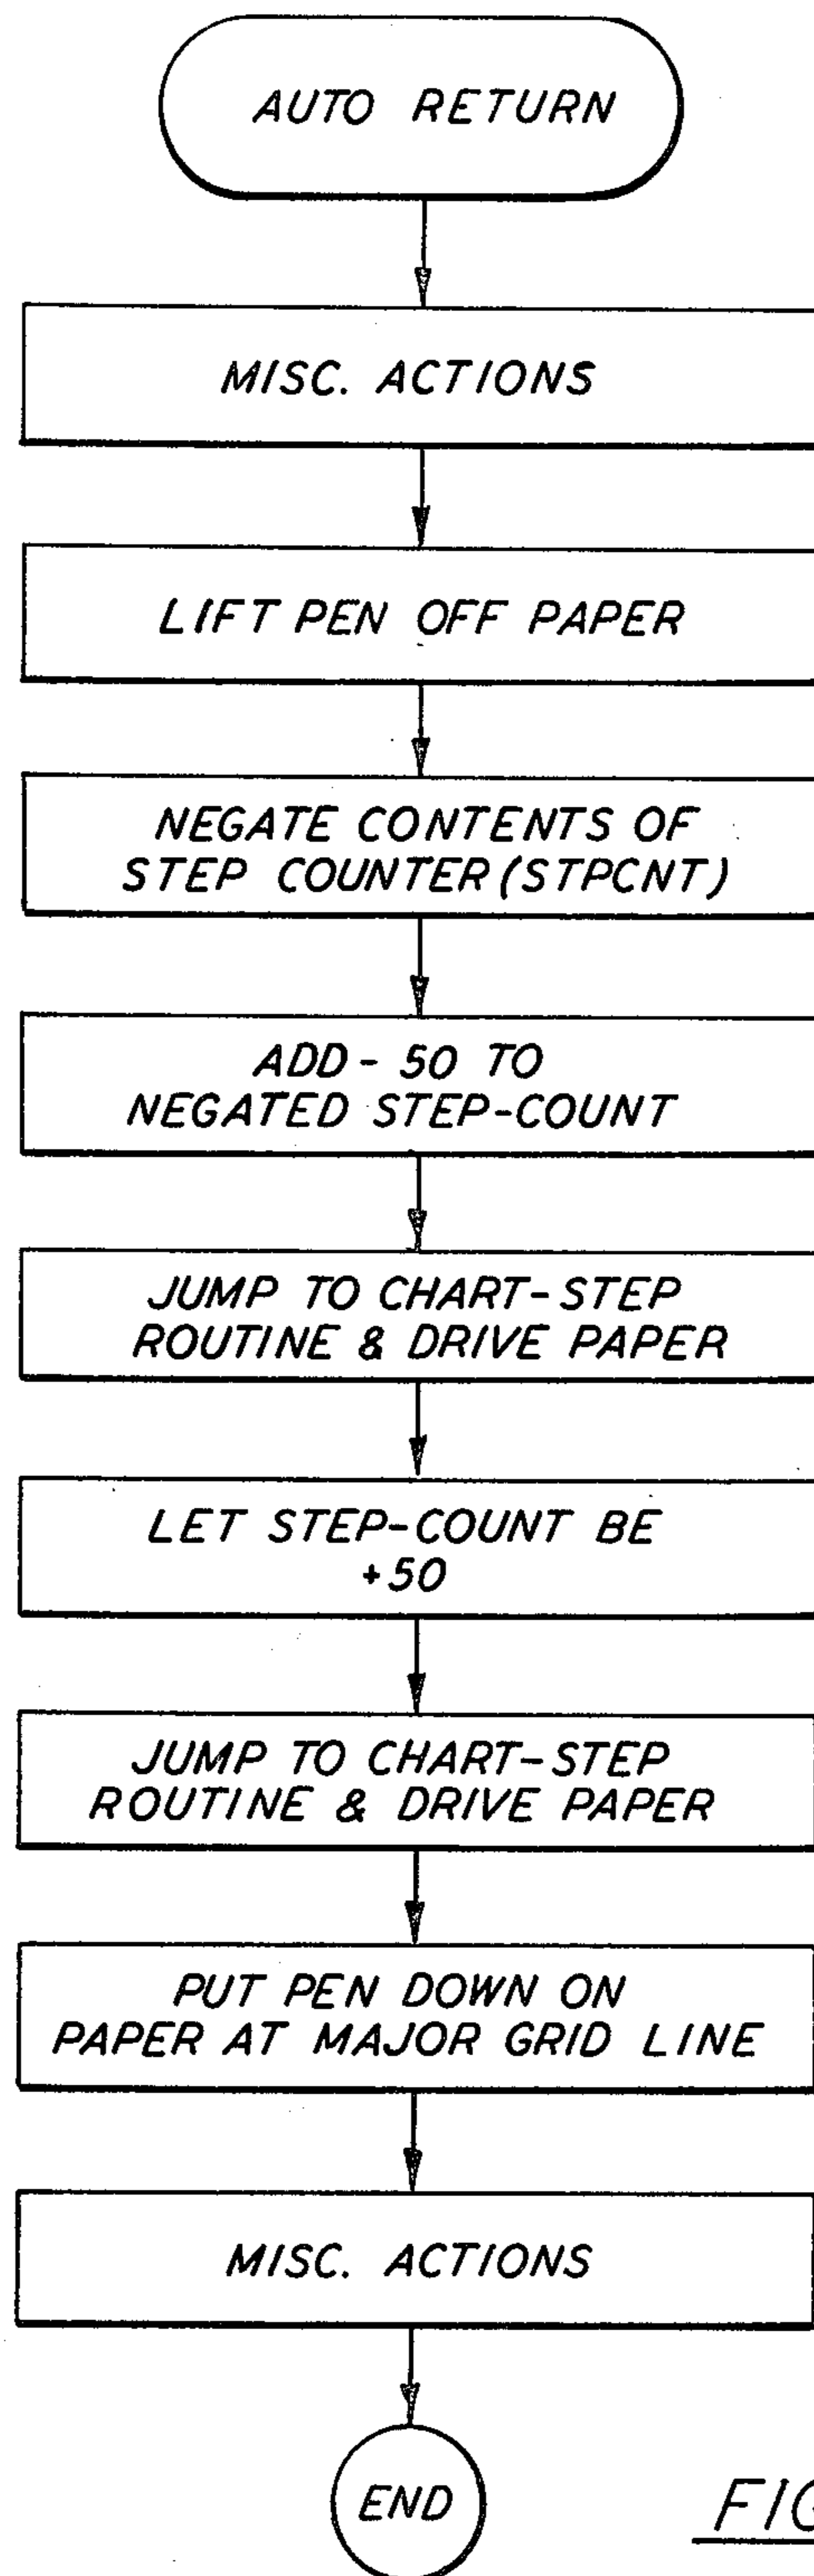 AUTO RETURN
MISC. ACTIONS
LIFT PEN OFF PAPER
NEGATE CONTENTS OF
STEP COUNTER (STPCNT)
ADD - 50 TO
NEGATED STEP-COUNT
JUMP TO CHART-STEP
ROUTINE & DRIVE PAPER
LET STEP-COUNT BE
+50
JUMP TO CHART-STEP
ROUTINE & DRIVE PAPER
PUT PEN DOWN ON
PAPER AT MAJOR GRID LINE
MISC. ACTIONS
END
FIG